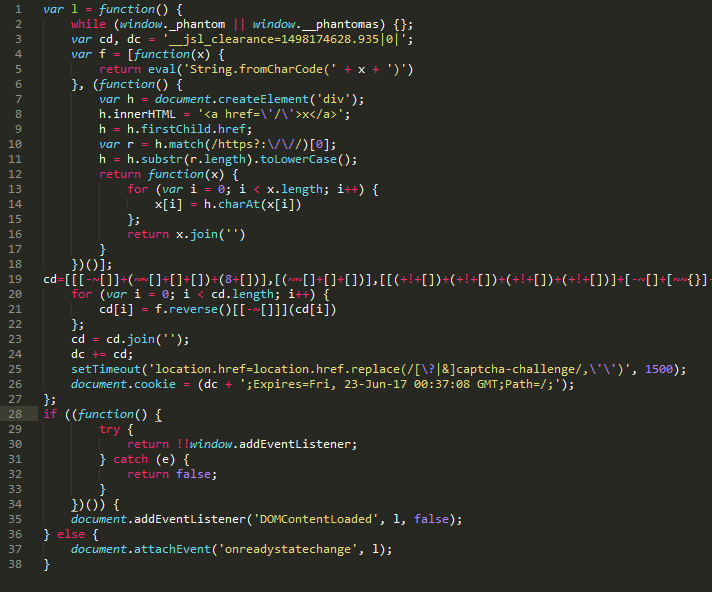 1 var l = function() {
2     while (window._phantom || window.__phantomas) {};
3     var cd, dc = '__jsl_clearance=1498174628.935|0|';
4     var f = [function(x) {
5         return eval('String.fromCharCode(' + x + ')')
6     }, (function() {
7         var h = document.createElement('div');
8         h.innerHTML = '<a href=\'/\'>x</a>';
9         h = h.firstChild.href;
10         var r = h.match(/https?:\/\//)[0];
11         h = h.substr(r.length).toLowerCase();
12         return function(x) {
13             for (var i = 0; i < x.length; i++) {
14                 x[i] = h.charAt(x[i])
15             };
16             return x.join('')
17         }
18     })()];
19 cd=[[[-~[]]+(~~[]+[]+[])+(8+[])],[(~~[]+[]+[])],[[(+!+[])+(+!+[])+(+!+[])+(+!+[])]+[-~[]+[~~{}]-
20     for (var i = 0; i < cd.length; i++) {
21         cd[i] = f.reverse()[[-~[]]](cd[i])
22     };
23     cd = cd.join('');
24     dc += cd;
25     setTimeout('location.href=location.href.replace(/[\?|&]captcha-challenge/,\'\')', 1500);
26     document.cookie = (dc + ';Expires=Fri, 23-Jun-17 00:37:08 GMT;Path=/;');
27 };
28 if ((function() {
29         try {
30             return !!window.addEventListener;
31         } catch (e) {
32             return false;
33         }
34     })()) {
35     document.addEventListener('DOMContentLoaded', l, false);
36 } else {
37     document.attachEvent('onreadystatechange', l);
38 }